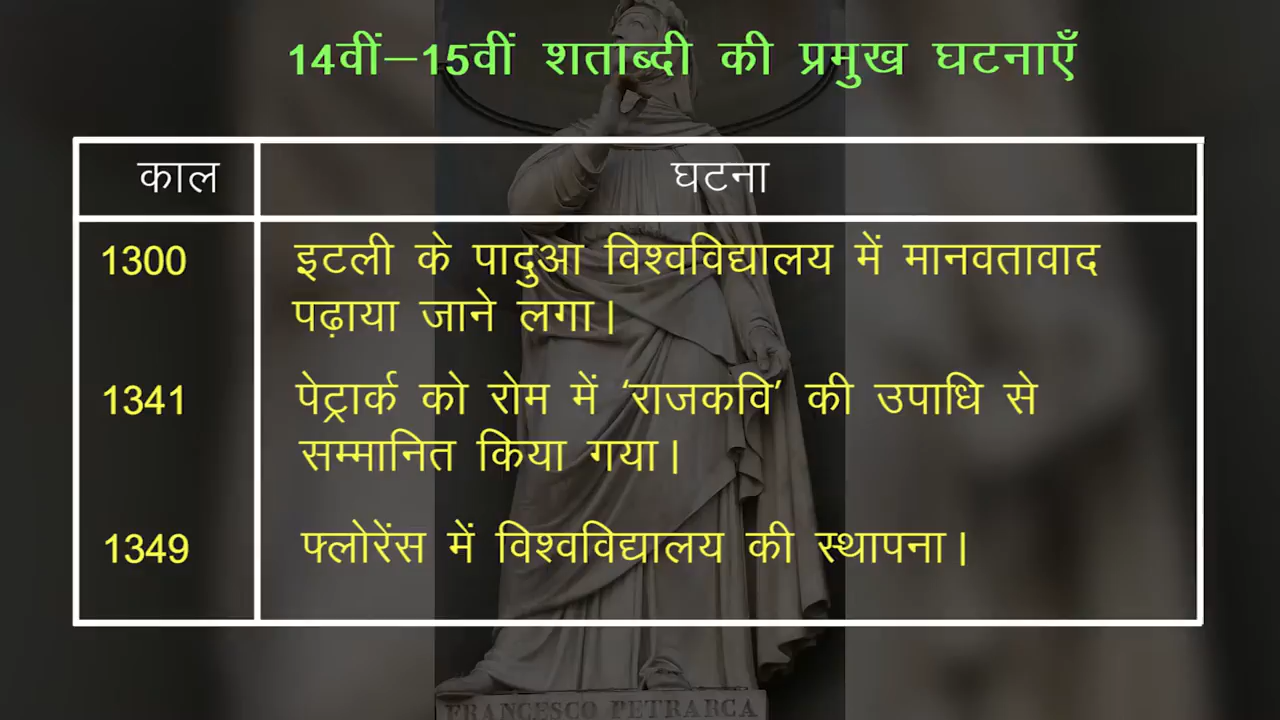 14वीं–15वीं शताब्दी की प्रमुख घटनाएँ
काल घटना
1300 इटली के पादुआ विश्वविद्यालय में मानवतावाद
पढ़ाया जाने लगा।
1341 पेट्रार्क को रोम में ‘राजकवि’ की उपाधि से
सम्मानित किया गया।
1349 फ्लोरेंस में विश्वविद्यालय की स्थापना।
FRANCESCO PETRARCA